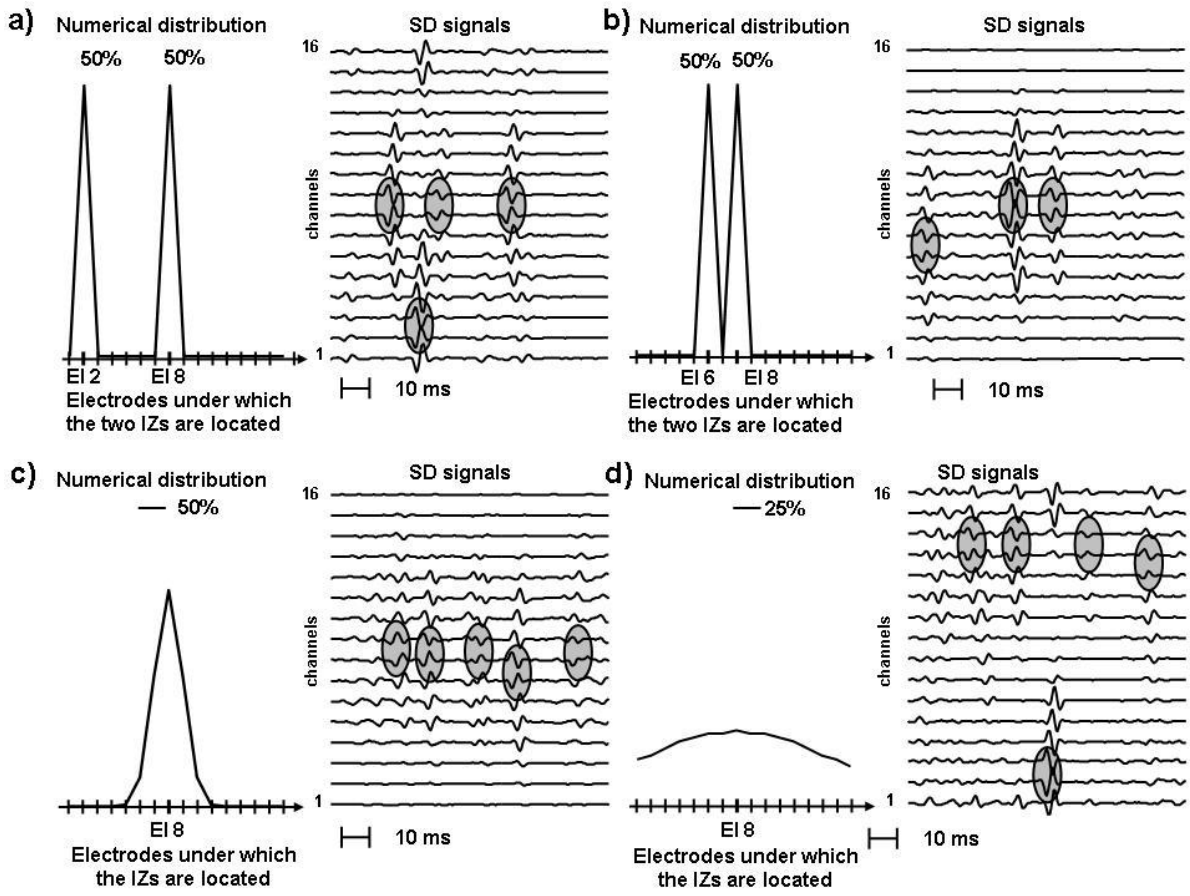 a)
Numerical distribution
50% 50%
SD signals
16
channels
1
El 2 El 8
Electrodes under which
the two IZs are located
10 ms
b)
Numerical distribution
50% 50%
SD signals
16
channels
1
El 6 El 8
Electrodes under which
the two IZs are located
10 ms
c)
Numerical distribution
50%
SD signals
16
channels
1
El 8
Electrodes under which
the IZs are located
10 ms
d)
Numerical distribution
25%
SD signals
16
channels
1
El 8
Electrodes under which
the IZs are located
10 ms